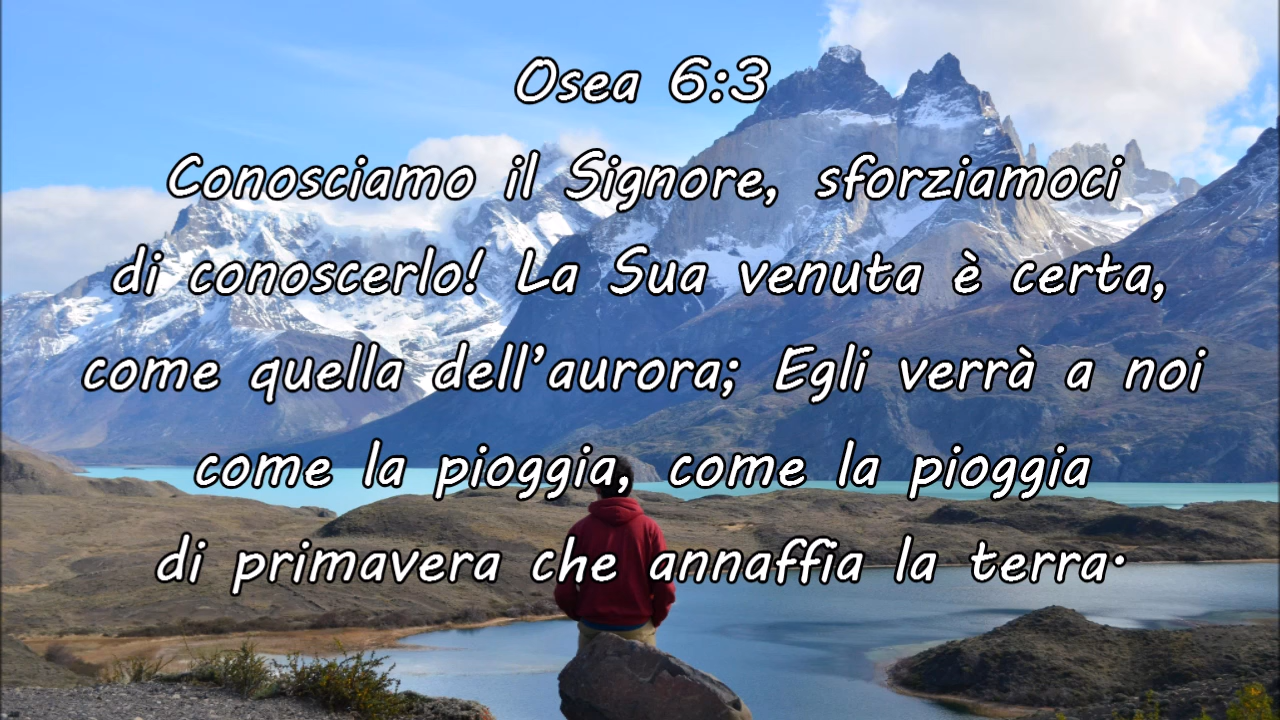 Osea 6:3
Conosciamo il Signore, sforziamoci
di conoscerlo! La Sua venuta è certa,
come quella dell’aurora; Egli verrà a noi
come la pioggia, come la pioggia
di primavera che annaffia la terra.